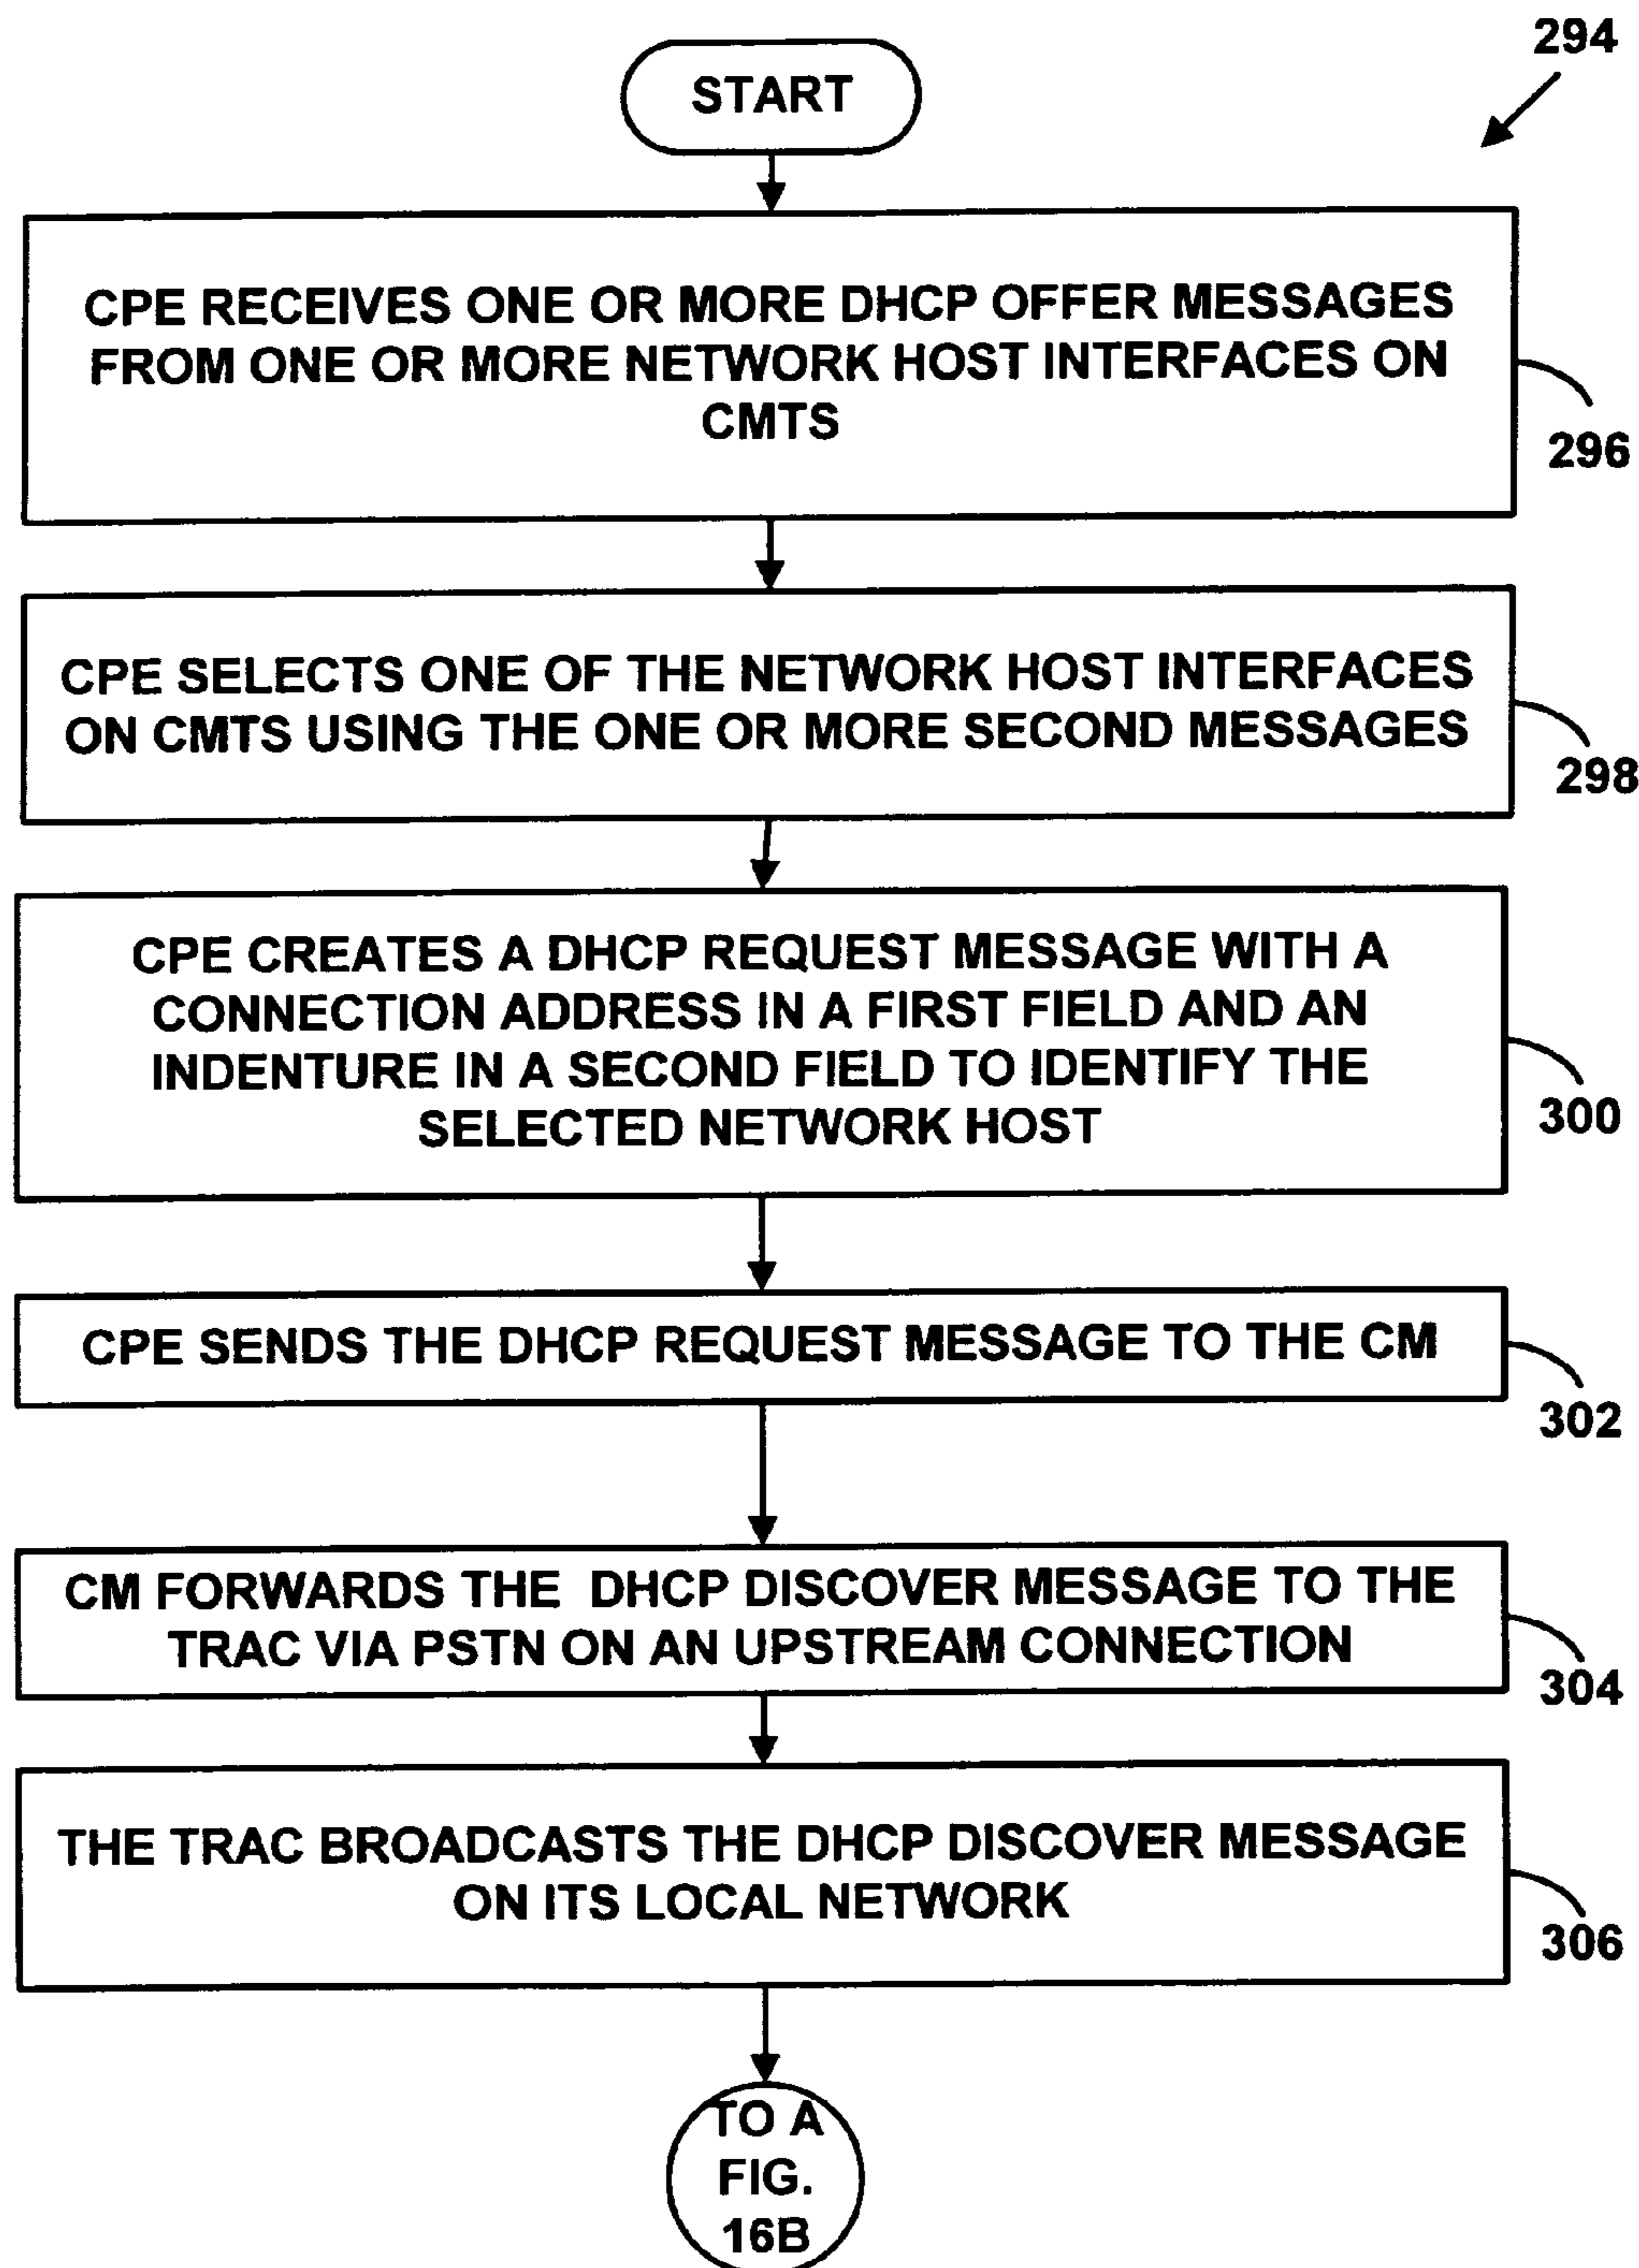 294
START
CPE RECEIVES ONE OR MORE DHCP OFFER MESSAGES
FROM ONE OR MORE NETWORK HOST INTERFACES ON
CMTS
296
CPE SELECTS ONE OF THE NETWORK HOST INTERFACES
ON CMTS USING THE ONE OR MORE SECOND MESSAGES
298
CPE CREATES A DHCP REQUEST MESSAGE WITH A
CONNECTION ADDRESS IN A FIRST FIELD AND AN
INDENTURE IN A SECOND FIELD TO IDENTIFY THE
SELECTED NETWORK HOST
300
CPE SENDS THE DHCP REQUEST MESSAGE TO THE CM
302
CM FORWARDS THE DHCP DISCOVER MESSAGE TO THE
TRAC VIA PSTN ON AN UPSTREAM CONNECTION
304
THE TRAC BROADCASTS THE DHCP DISCOVER MESSAGE
ON ITS LOCAL NETWORK
306
TO A
FIG.
16B